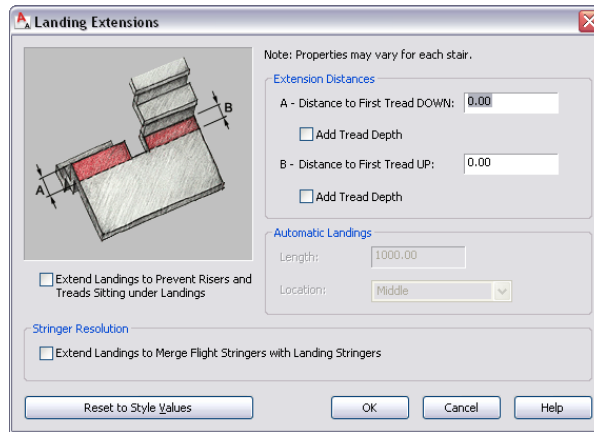 Landing Extensions
Note: Properties may vary for each stair.
Extension Distances
A - Distance to First Tread DOWN: 0.00
Add Tread Depth
B - Distance to First Tread UP: 0.00
Add Tread Depth
A
B
Extend Landings to Prevent Risers and
Treads Sitting under Landings
Automatic Landings
Length: 1000.00
Location: Middle
Stringer Resolution
Extend Landings to Merge Flight Stringers with Landing Stringers
Reset to Style Values
OK
Cancel
Help